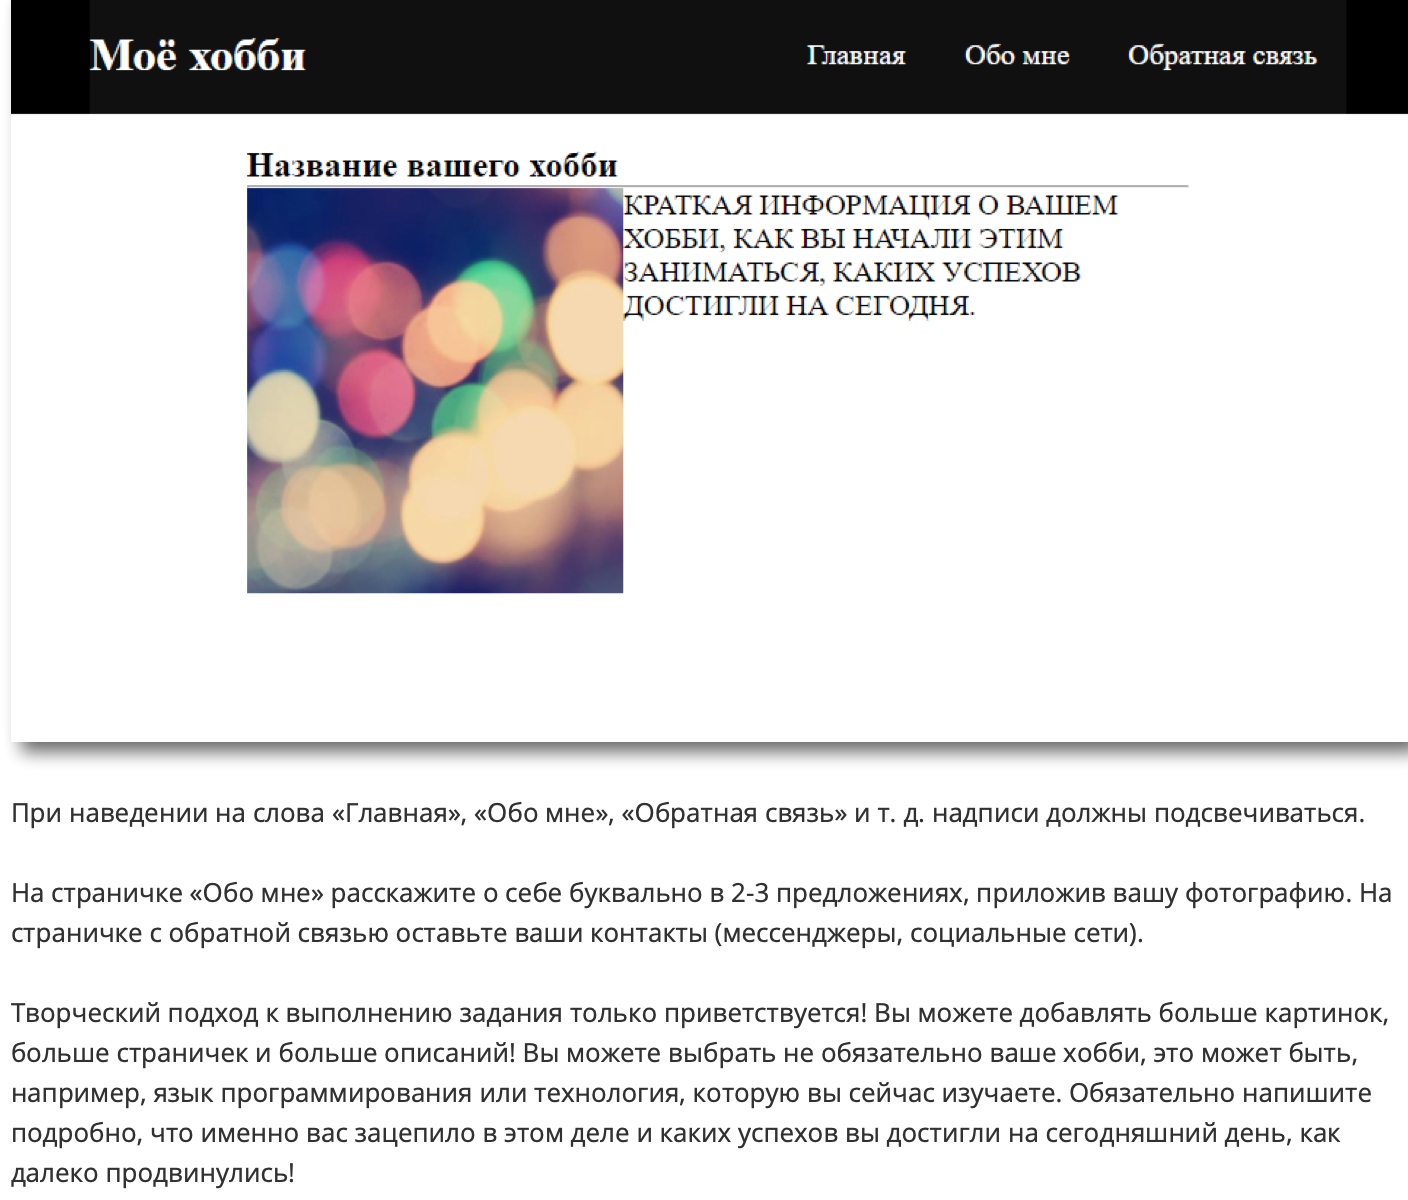 Моё хобби
Главная Обо мне Обратная связь
Название вашего хобби
КРАТКАЯ ИНФОРМАЦИЯ О ВАШЕМ
ХОББИ, КАК ВЫ НАЧАЛИ ЭТИМ
ЗАНИМАТЬСЯ, КАКИХ УСПЕХОВ
ДОСТИГЛИ НА СЕГОДНЯ.
При наведении на слова «Главная», «Обо мне», «Обратная связь» и т. д. надписи должны подсвечиваться.
На страничке «Обо мне» расскажите о себе буквально в 2-3 предложениях, приложив вашу фотографию. На
страничке с обратной связью оставьте ваши контакты (мессенджеры, социальные сети).
Творческий подход к выполнению задания только приветствуется! Вы можете добавлять больше картинок,
больше страничек и больше описаний! Вы можете выбрать не обязательно ваше хобби, это может быть,
например, язык программирования или технология, которую вы сейчас изучаете. Обязательно напишите
подробно, что именно вас зацепило в этом деле и каких успехов вы достигли на сегодняшний день, как
далеко продвинулись!